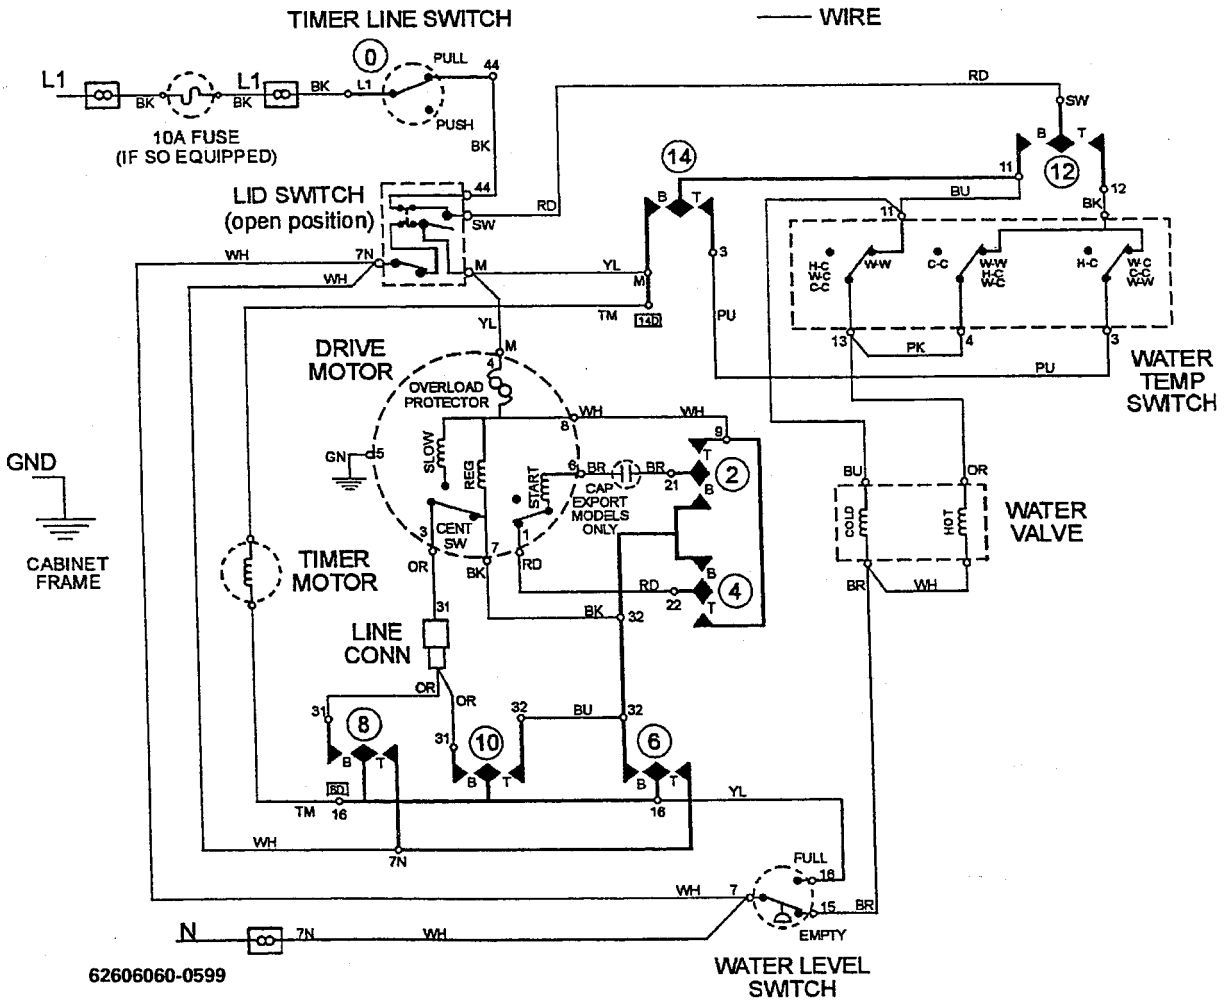 TIMER LINE SWITCH
WIRE
0
PULL
44
L1
L1
BK
BK
BK
L1
RD
SW
PUSH
10A FUSE
(IF SO EQUIPPED)
BK
14
B
T
12
11
12
LID SWITCH
(open position)
44
SW
RD
B
T
BU
BK
11
WH
7N
WH
M
YL
M
3
H-C
W-C
C-C
W-W
C-C
W-W
H-C
W-C
H-C
W-C
C-C
W-W
TM
14D
PU
YL
13
PK
4
3
DRIVE
MOTOR
M
4
OVERLOAD
PROTECTOR
PU
WATER
TEMP
SWITCH
WH
WH
8
9
GND
GN
5
SLOW
REG
START
6
BR
BR
21
T
B
2
BU
OR
CAP
EXPORT
MODELS
ONLY
CENT
SW
3
7
1
COLD
HOT
WATER
VALVE
CABINET
FRAME
TIMER
MOTOR
OR
BK
RD
B
T
4
RD
22
BR
WH
31
BK
32
LINE
CONN
OR
OR
31
8
31
10
32
BU
32
6
B
T
B
T
B
T
6D
TM
16
16
YL
WH
7N
FULL
16
WH
7
15
BR
EMPTY
N
7N
WH
62606060-0599
WATER LEVEL
SWITCH